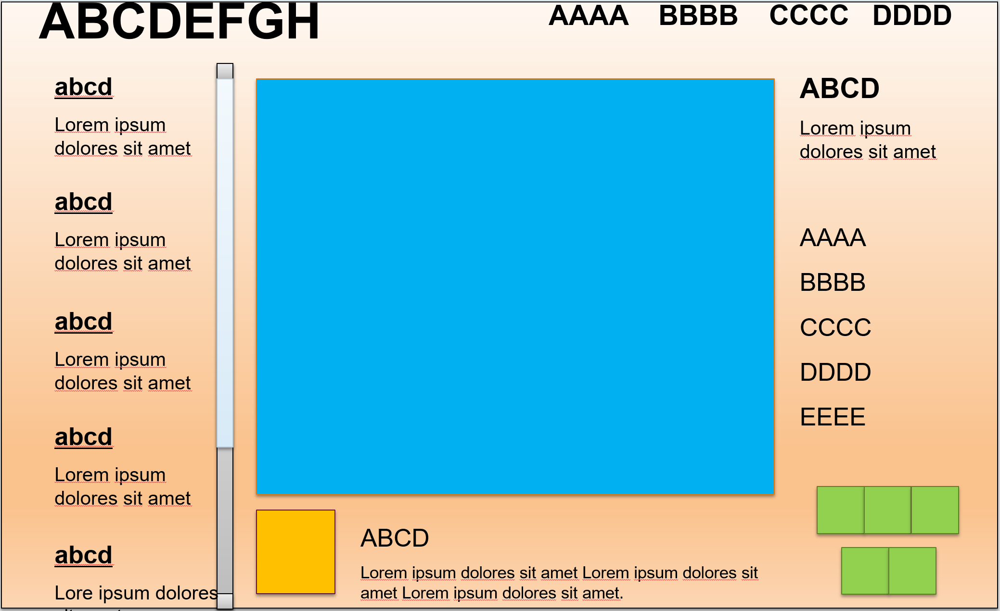 ABCDEFGH
AAAA BBBB CCCC DDDD
abcd
Lorem ipsum
dolores sit amet
abcd
Lorem ipsum
dolores sit amet
abcd
Lorem ipsum
dolores sit amet
abcd
Lorem ipsum
dolores sit amet
abcd
Lore ipsum dolores
ABCD
Lorem ipsum dolores sit amet Lorem ipsum dolores sit
amet Lorem ipsum dolores sit amet.
ABCD
Lorem ipsum
dolores sit amet
AAAA
BBBB
CCCC
DDDD
EEEE